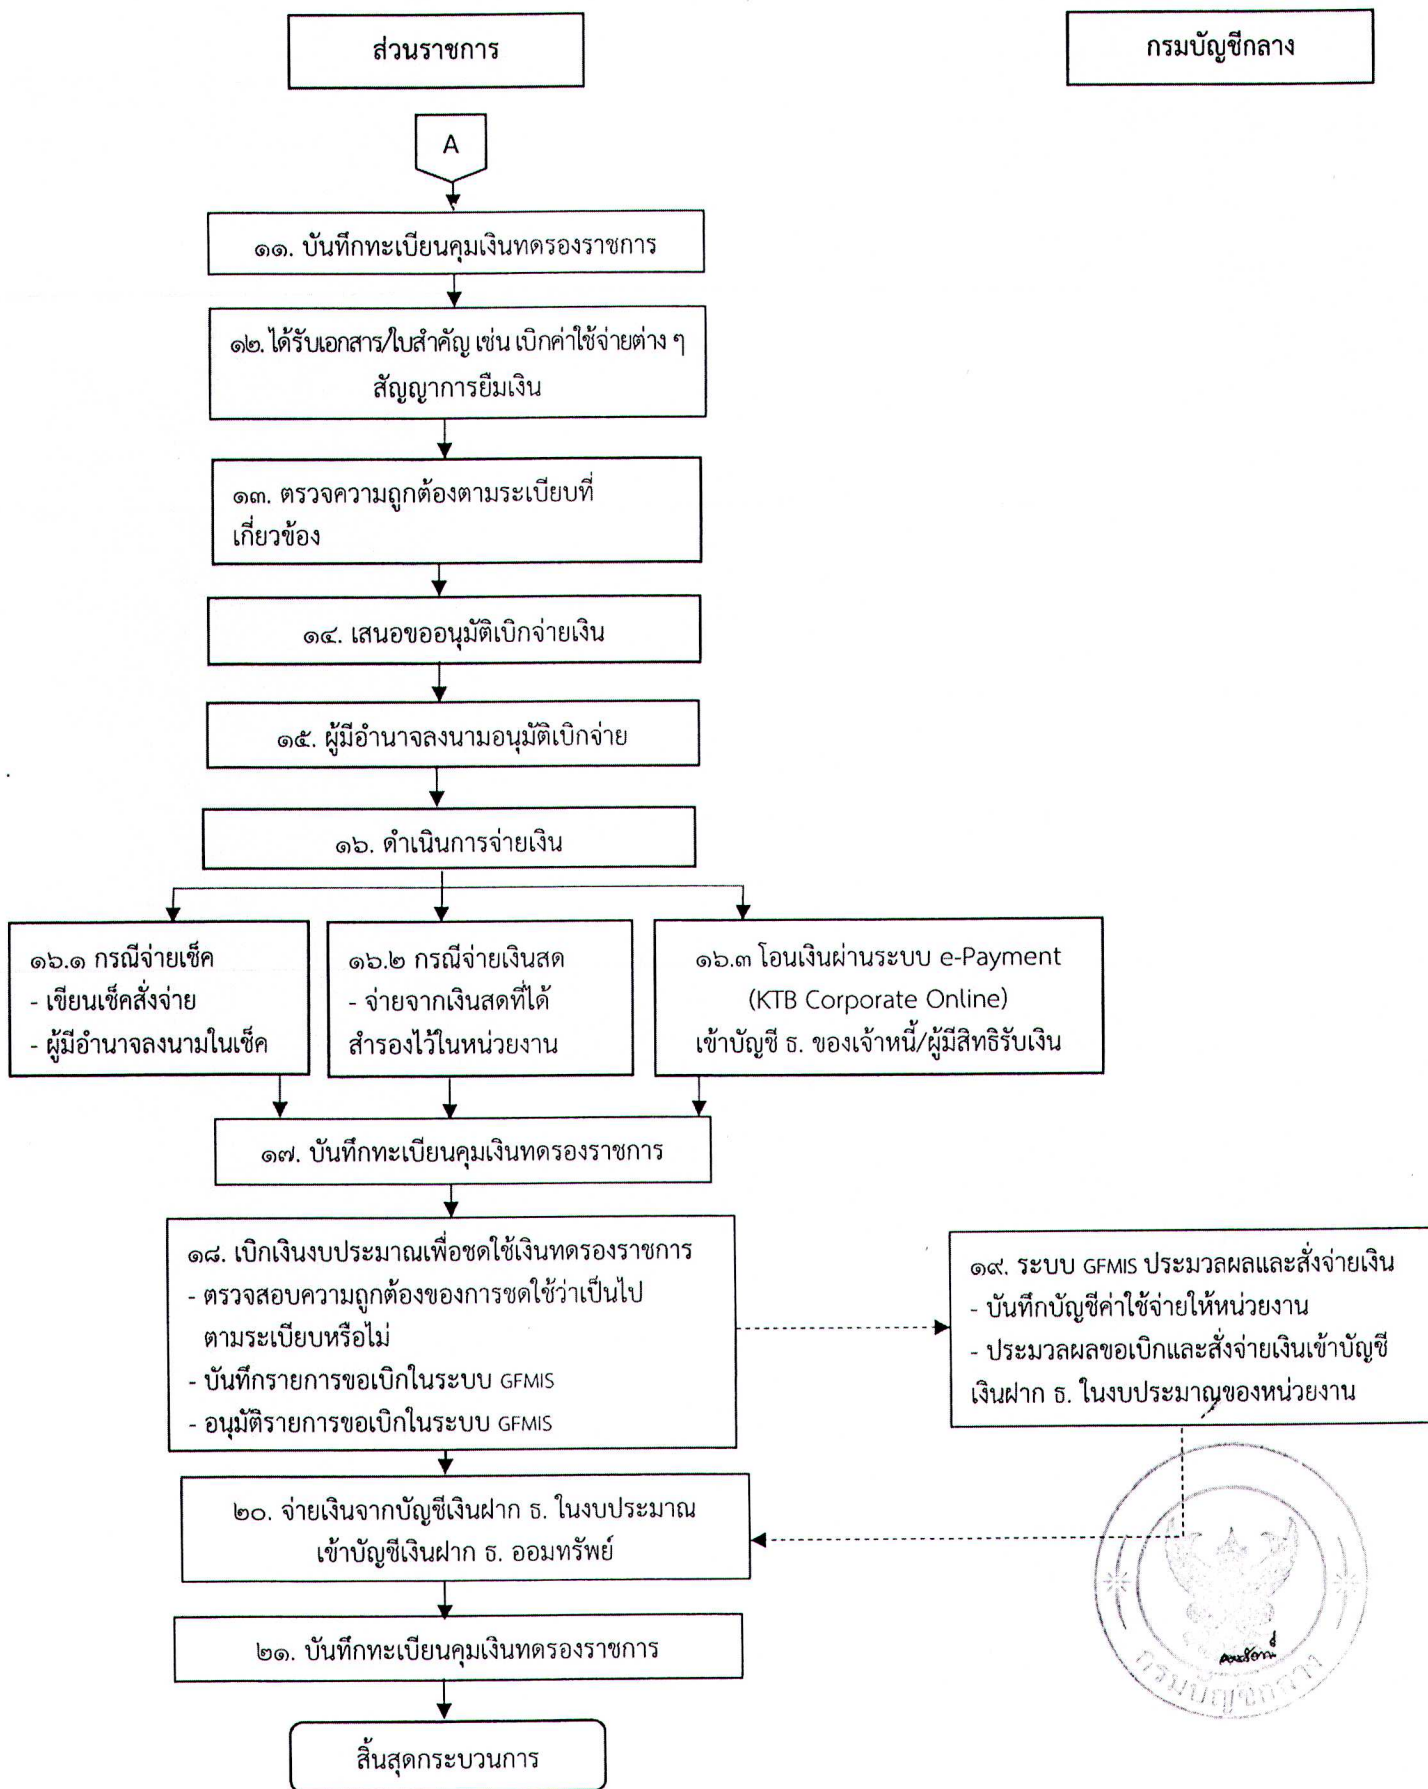 ส่วนราชการ
กรมบัญชีกลาง
A
๑๑. บันทึกทะเบียนคุมเงินทดรองราชการ
๑๒. ได้รับเอกสาร/ใบสำคัญ เช่น เบิกค่าใช้จ่ายต่าง ๆ
สัญญาการยืมเงิน
๑๓. ตรวจความถูกต้องตามระเบียบที่
เกี่ยวข้อง
๑๔. เสนอขออนุมัติเบิกจ่ายเงิน
๑๕. ผู้มีอำนาจลงนามอนุมัติเบิกจ่าย
๑๖. ดำเนินการจ่ายเงิน
๑๖.๑ กรณีจ่ายเช็ค
- เขียนเช็คสั่งจ่าย
- ผู้มีอำนาจลงนามในเช็ค
๑๖.๒ กรณีจ่ายเงินสด
- จ่ายจากเงินสดที่ได้
สำรองไว้ในหน่วยงาน
๑๖.๓ โอนเงินผ่านระบบ e-Payment
(KTB Corporate Online)
เข้าบัญชี ธ. ของเจ้าหนี้/ผู้มีสิทธิรับเงิน
๑๗. บันทึกทะเบียนคุมเงินทดรองราชการ
๑๘. เบิกเงินงบประมาณเพื่อชดใช้เงินทดรองราชการ
- ตรวจสอบความถูกต้องของการชดใช้ว่าเป็นไป
ตามระเบียบหรือไม่
- บันทึกรายการขอเบิกในระบบ GFMIS
- อนุมัติรายการขอเบิกในระบบ GFMIS
๑๙. ระบบ GFMIS ประมวลผลและสั่งจ่ายเงิน
- บันทึกบัญชีค่าใช้จ่ายให้หน่วยงาน
- ประมวลผลขอเบิกและสั่งจ่ายเงินเข้าบัญชี
เงินฝาก ธ. ในงบประมาณของหน่วยงาน
๒๐. จ่ายเงินจากบัญชีเงินฝาก ธ. ในงบประมาณ
เข้าบัญชีเงินฝาก ธ. ออมทรัพย์
๒๑. บันทึกทะเบียนคุมเงินทดรองราชการ
กรมบัญชีกลาง
สิ้นสุดกระบวนการ